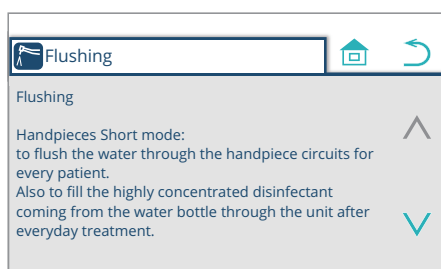 Flushing
Flushing
Handpieces Short mode:
to flush the water through the handpiece circuits for
every patient.
Also to fill the highly concentrated disinfectant
coming from the water bottle through the unit after
everyday treatment.